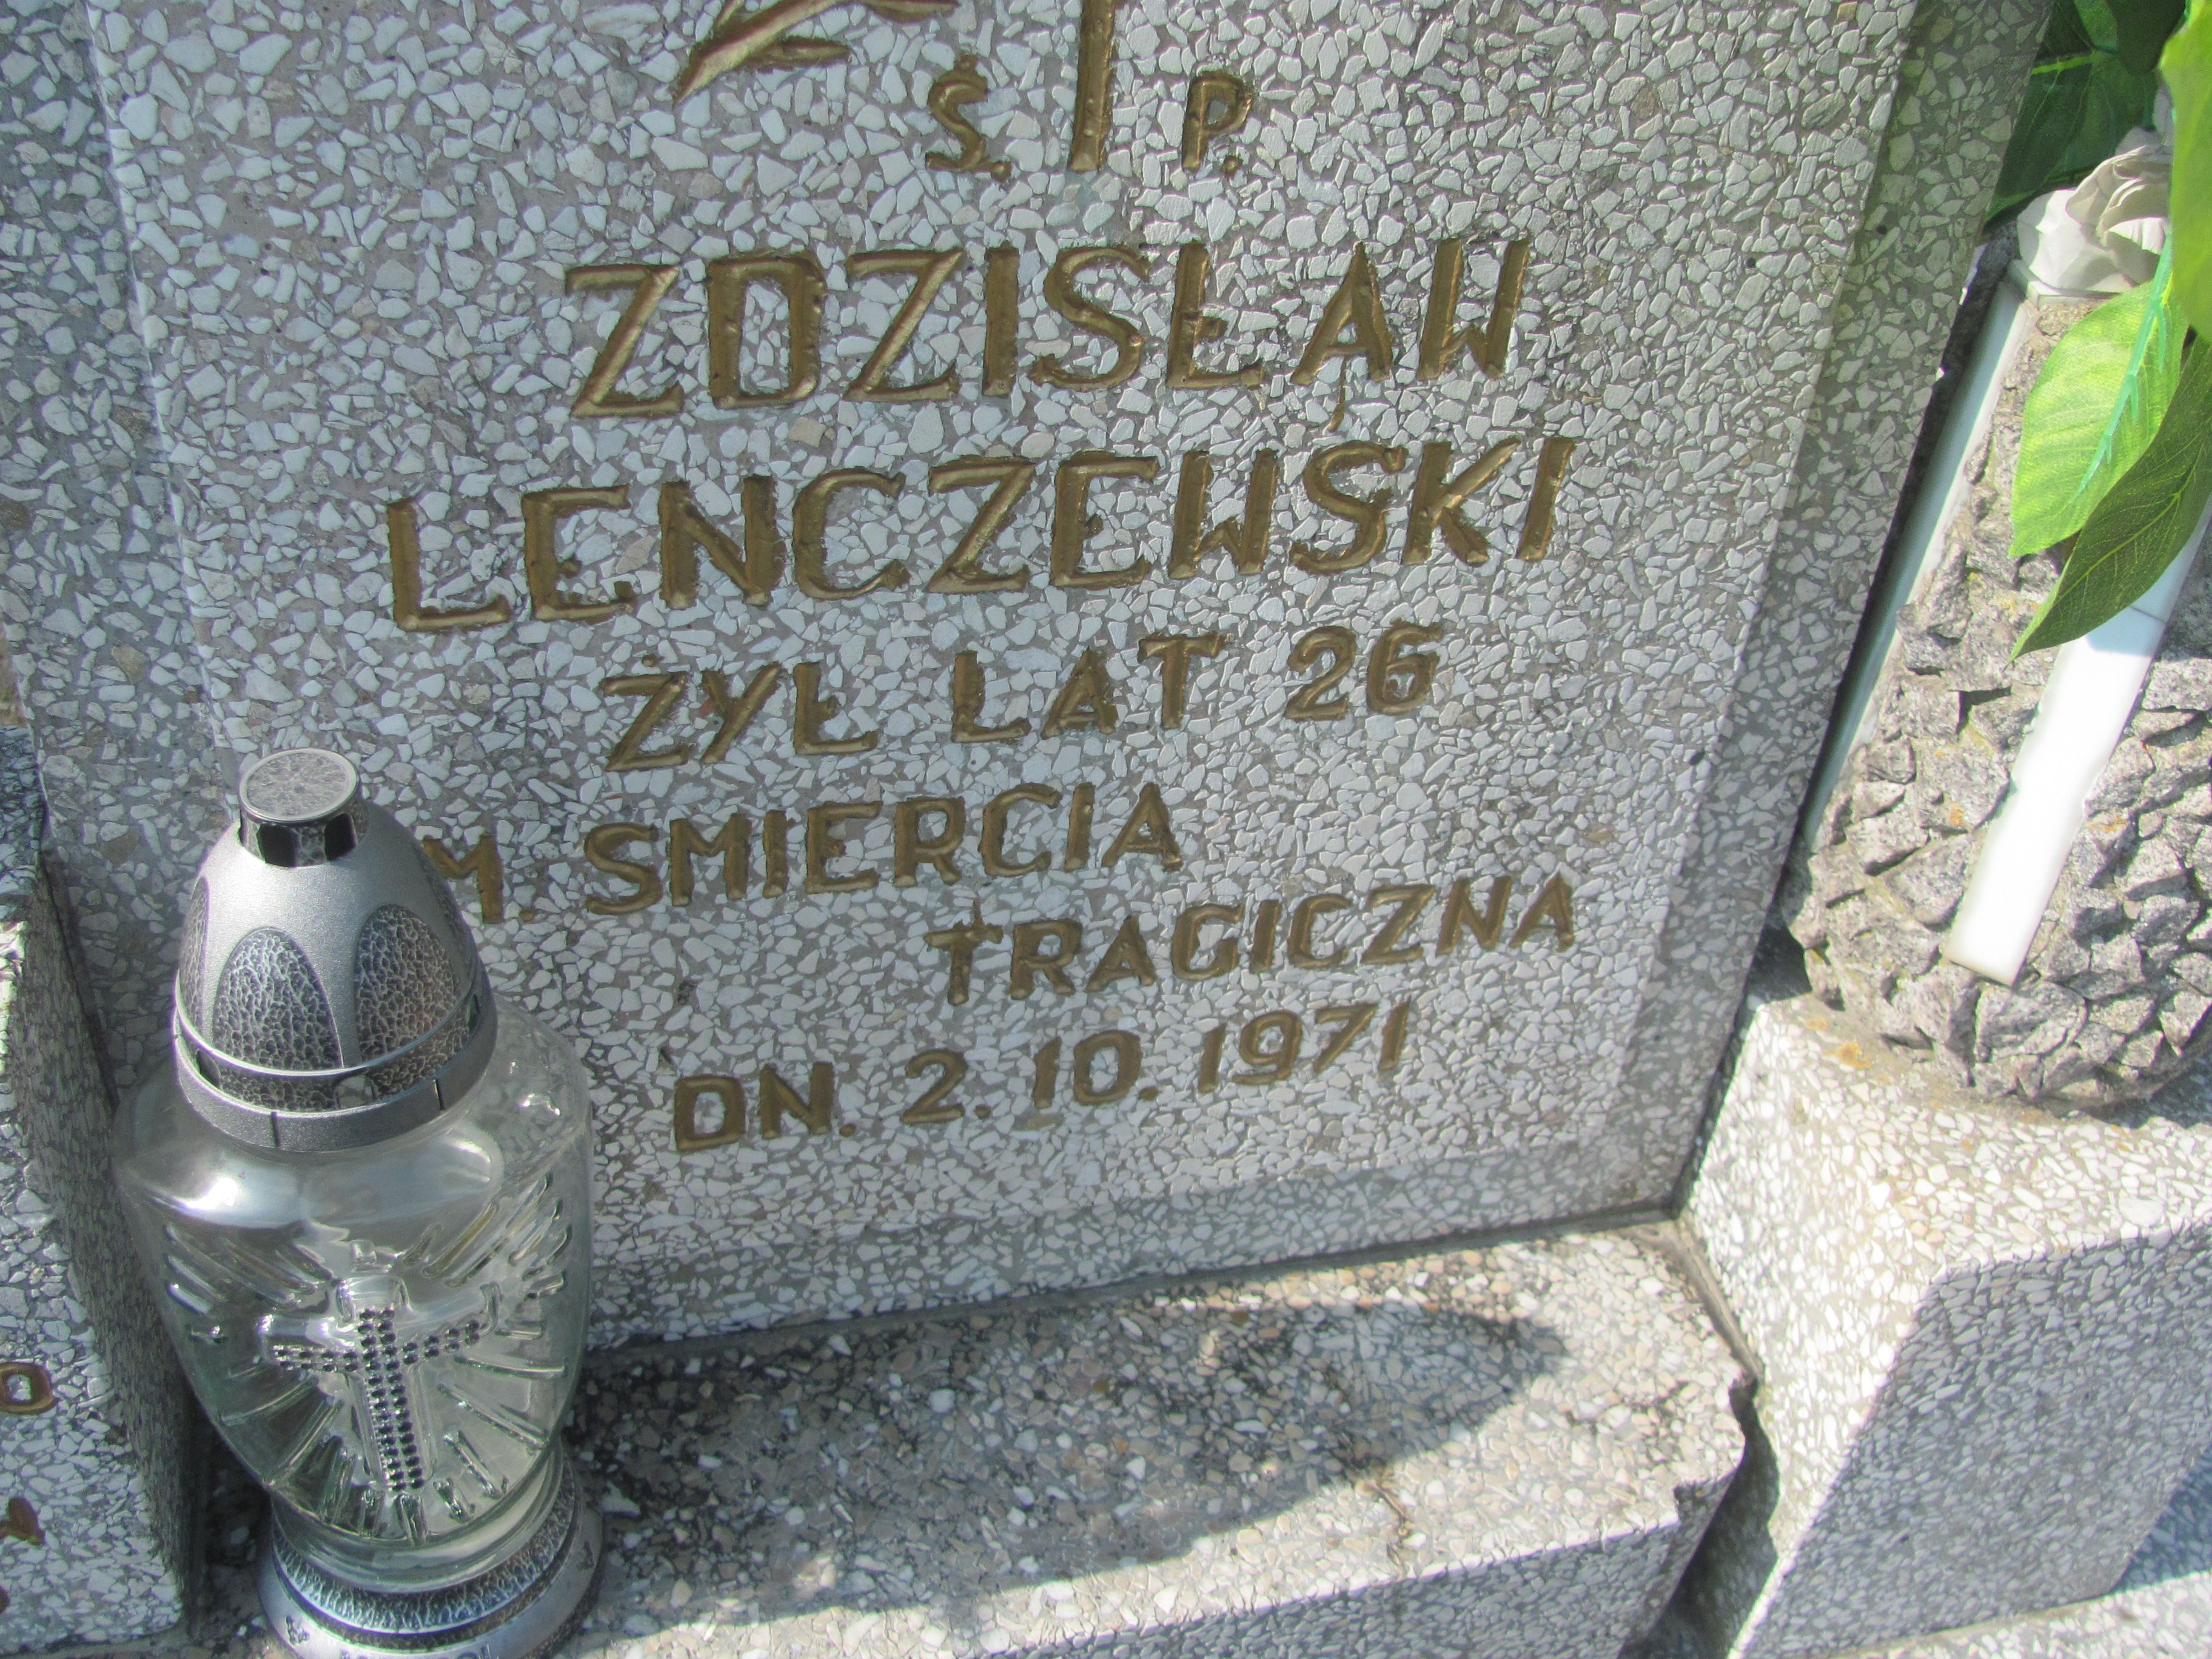 Ś. P.
ZDZISŁAW
LENCZEWSKI
ŻYŁ LAT 26
M. SMIERCIA
TRAGICZNA
DN. 2. 10. 1971